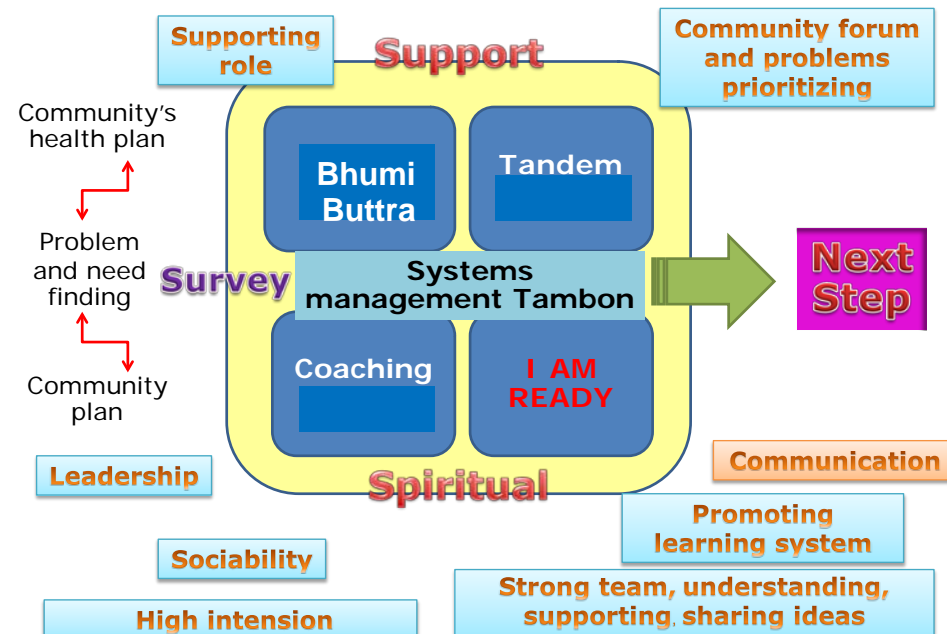 Supporting
role
Support
Community forum
and problems
prioritizing
Community's
health plan
Bhumi
Buttra
Tandem
Problem
and need
finding
Survey
Systems
management Tambon
Next
Step
Coaching
I AM
READY
Community
plan
Leadership
Spiritual
Communication
Promoting
learning system
Sociability
Strong team, understanding,
supporting, sharing ideas
High intension